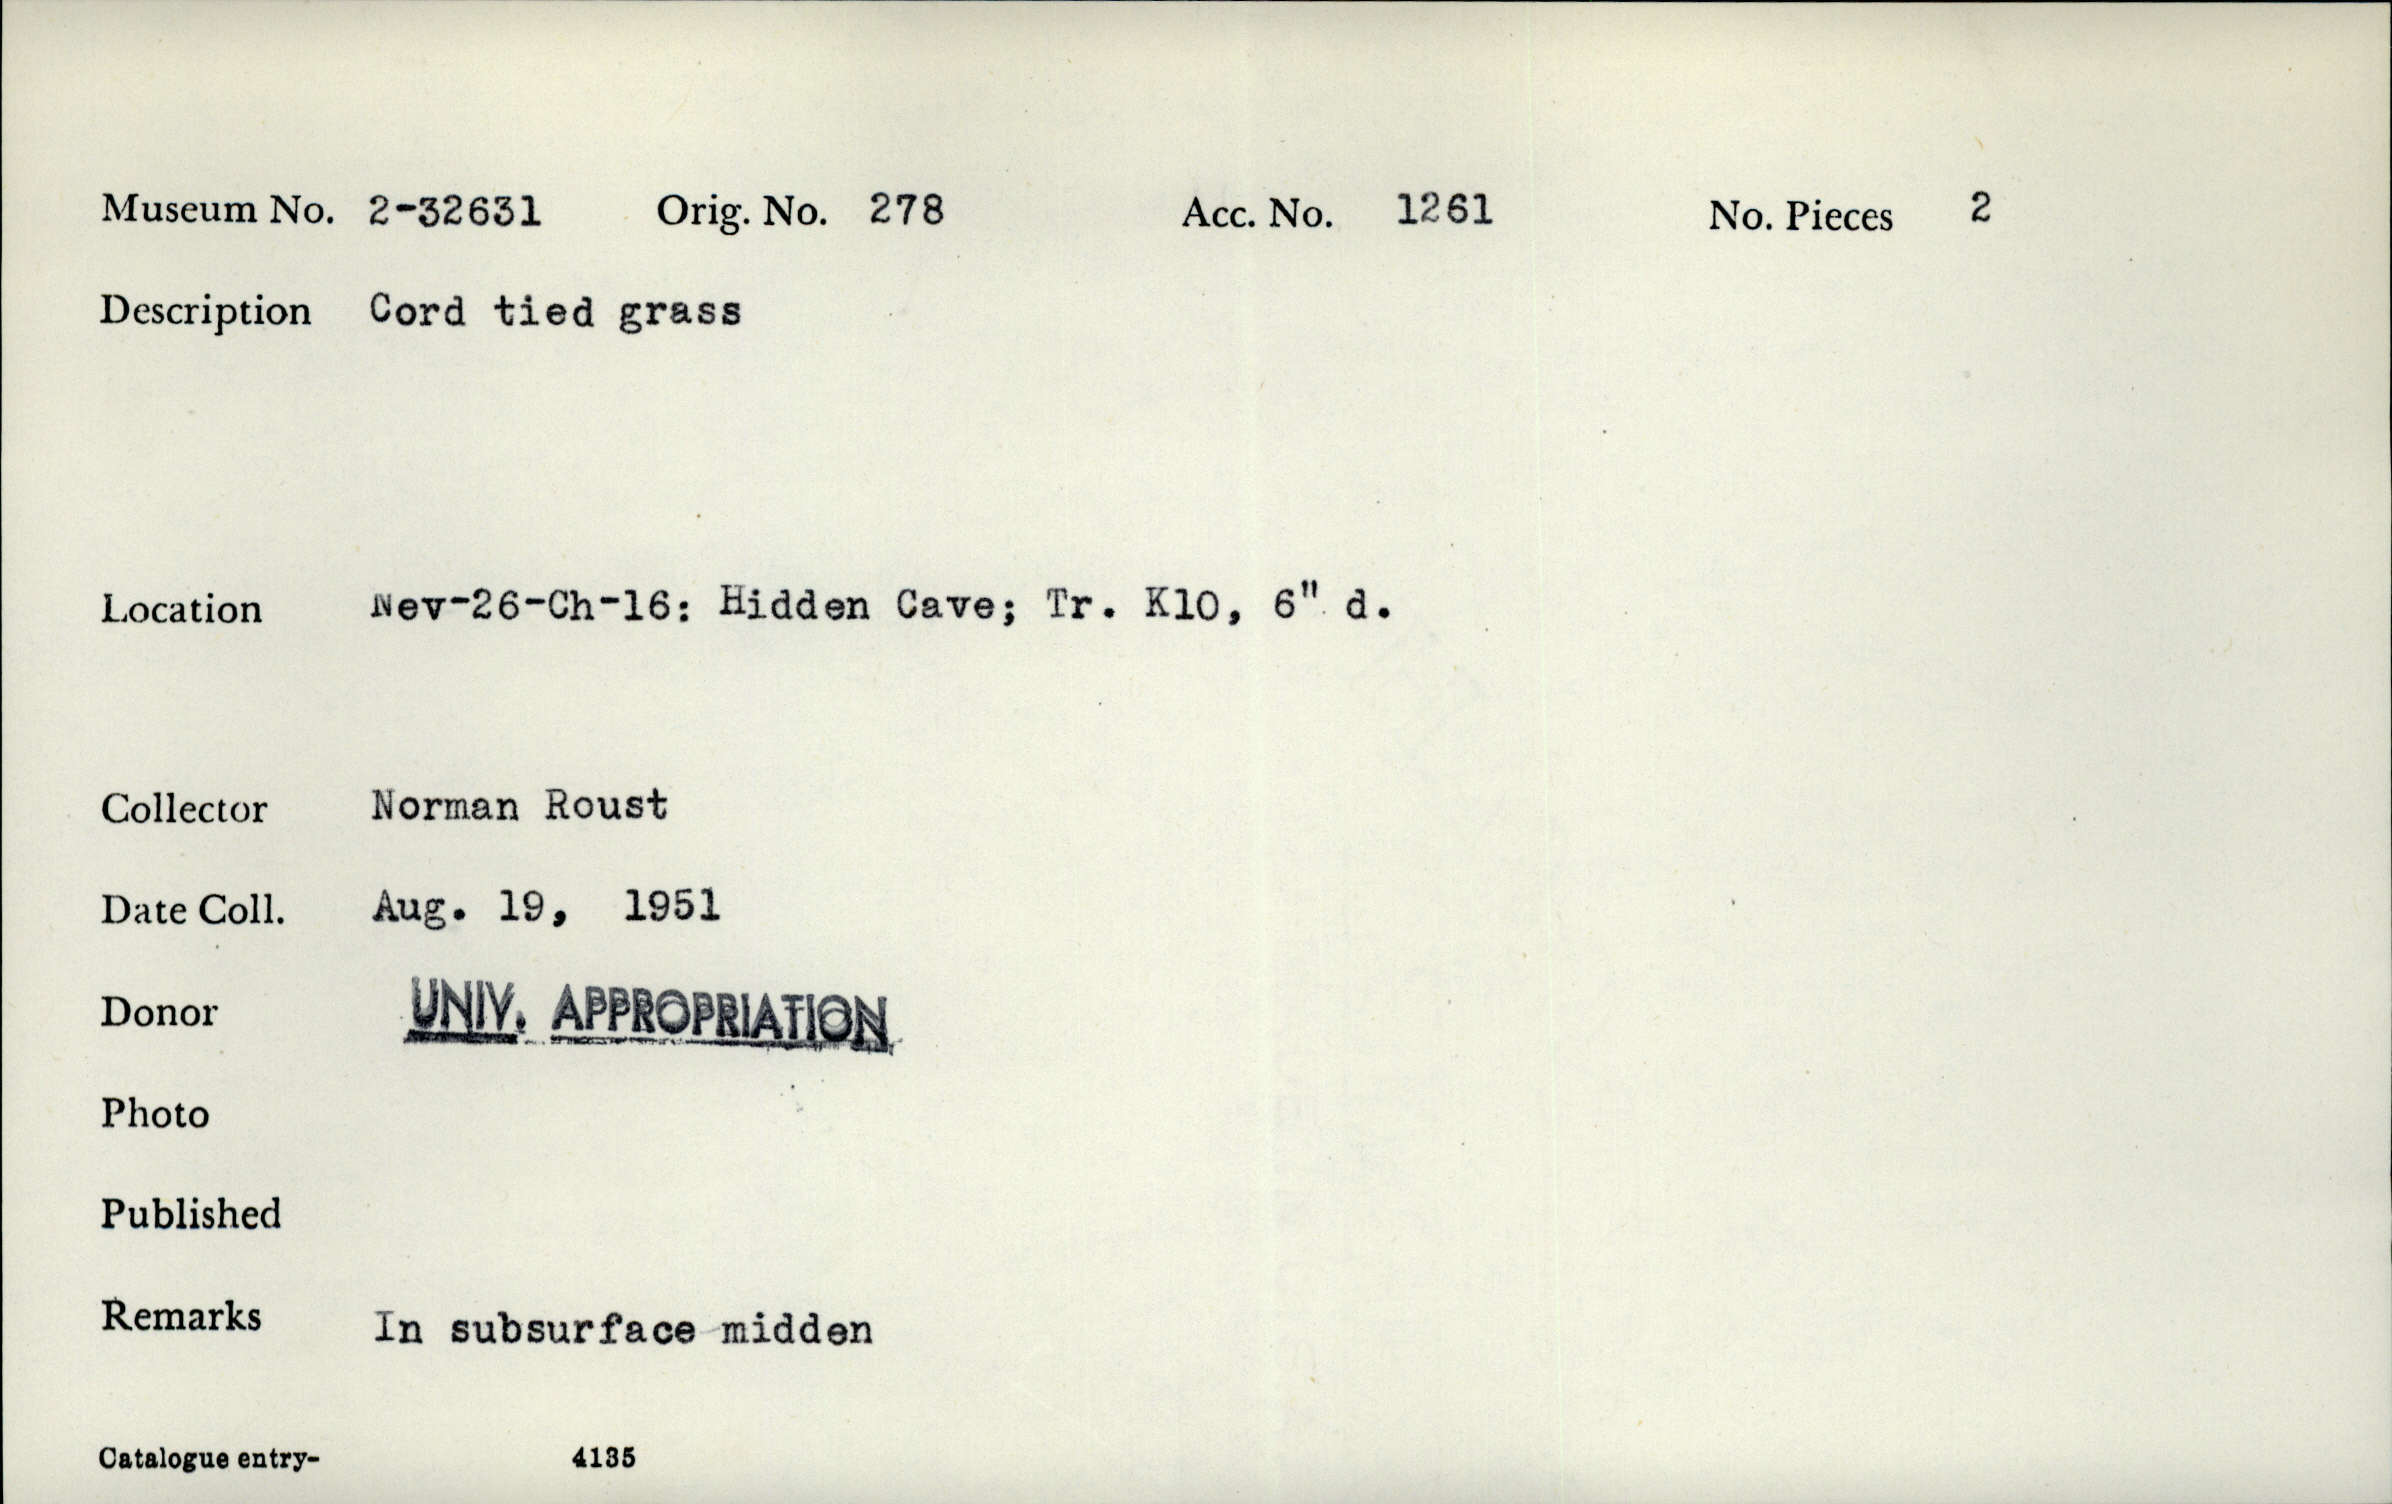 Museum No. 2-32631 Orig. No. 278 Acc. No. 1261 No. Pieces 2
Description Cord tied grass
Location Nev-26-Ch-16: Hidden Cave; Tr. K10, 6" d.
Collector Norman Roust
Date Coll. Aug. 19, 1951
Donor UNIV. APPROPRIATION
Photo
Published
Remarks In subsurface midden
Catalogue entry- 4135